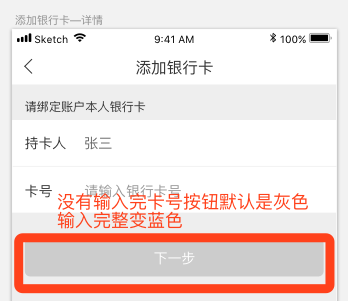 添加银行卡—详情
Sketch 9:41 AM 100%
添加银行卡
请绑定账户本人银行卡
持卡人 张三
卡号 请输入银行卡号
没有输入完卡号按钮默认是灰色
输入完整变蓝色
下一步